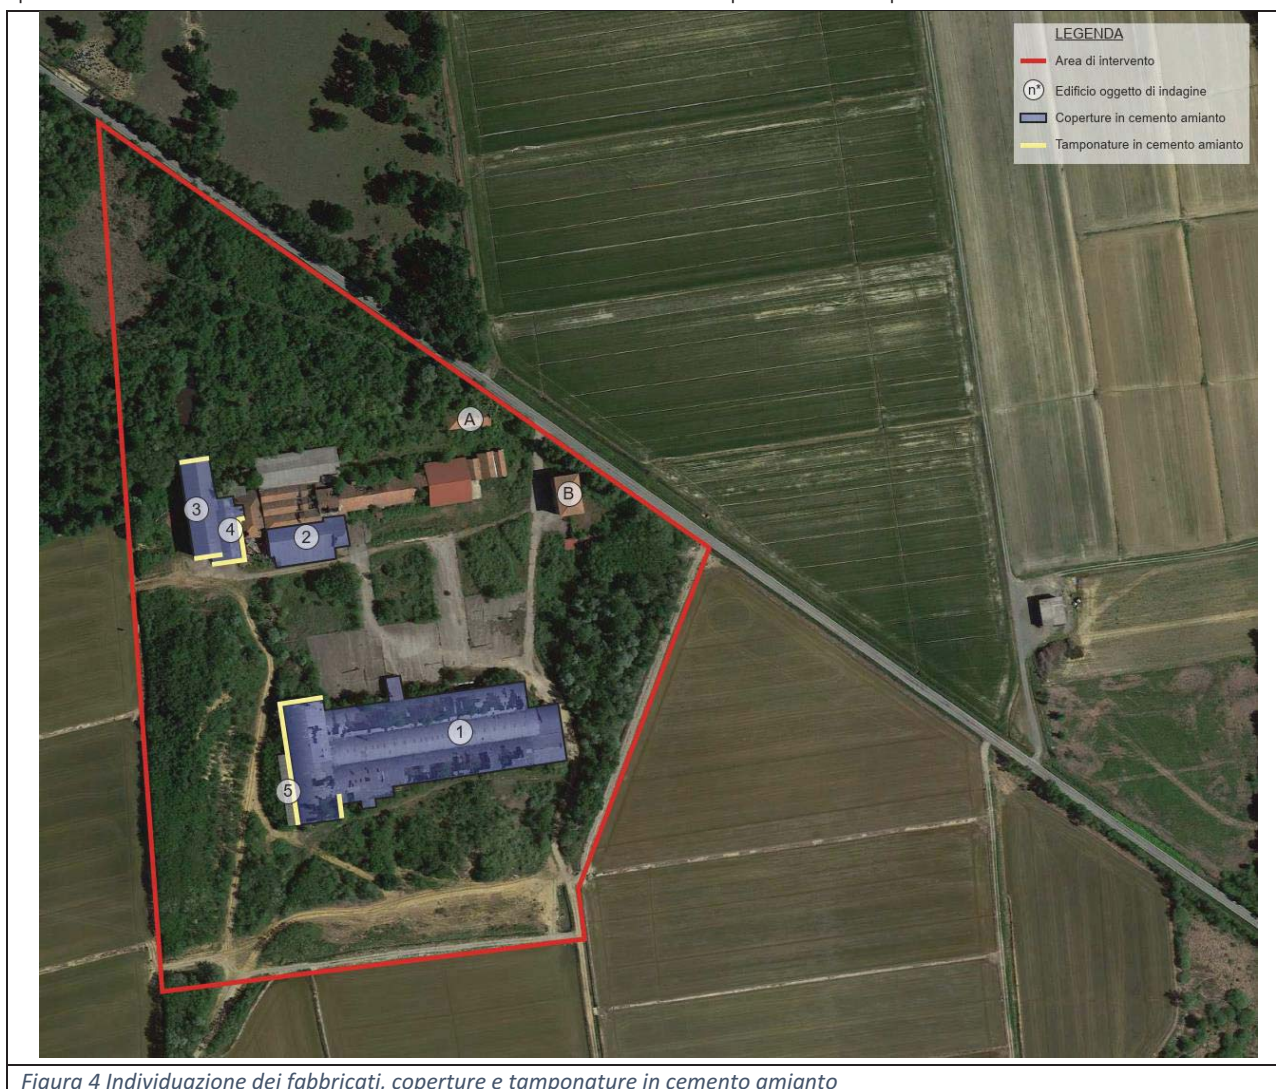 LEGENDA
Area di intervento
n° Edificio oggetto di indagine
Coperture in cemento amianto
Tamponature in cemento amianto
A
B
3
4
2
1
5
Figura 4 Individuazione dei fabbricati, coperture e tamponature in cemento amianto